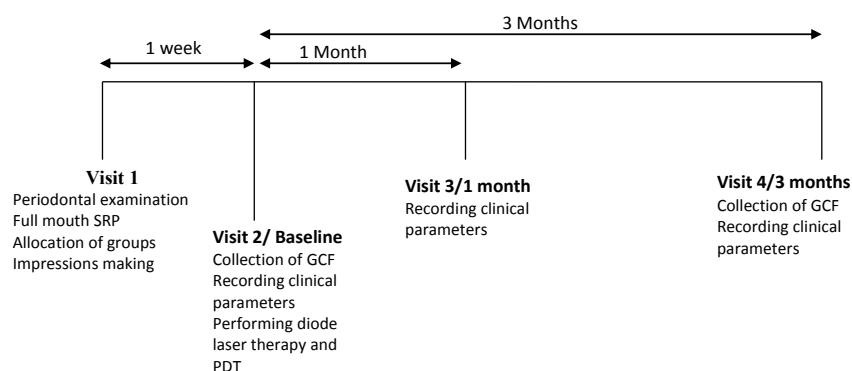 3 Months
1 week
1 Month
Visit 1
Periodontal examination
Full mouth SRP
Allocation of groups
Impressions making
Visit 2/ Baseline
Collection of GCF
Recording clinical
parameters
Performing diode
laser therapy and
PDT
Visit 3/1 month
Recording clinical
parameters
Visit 4/3 months
Collection of GCF
Recording clinical
parameters